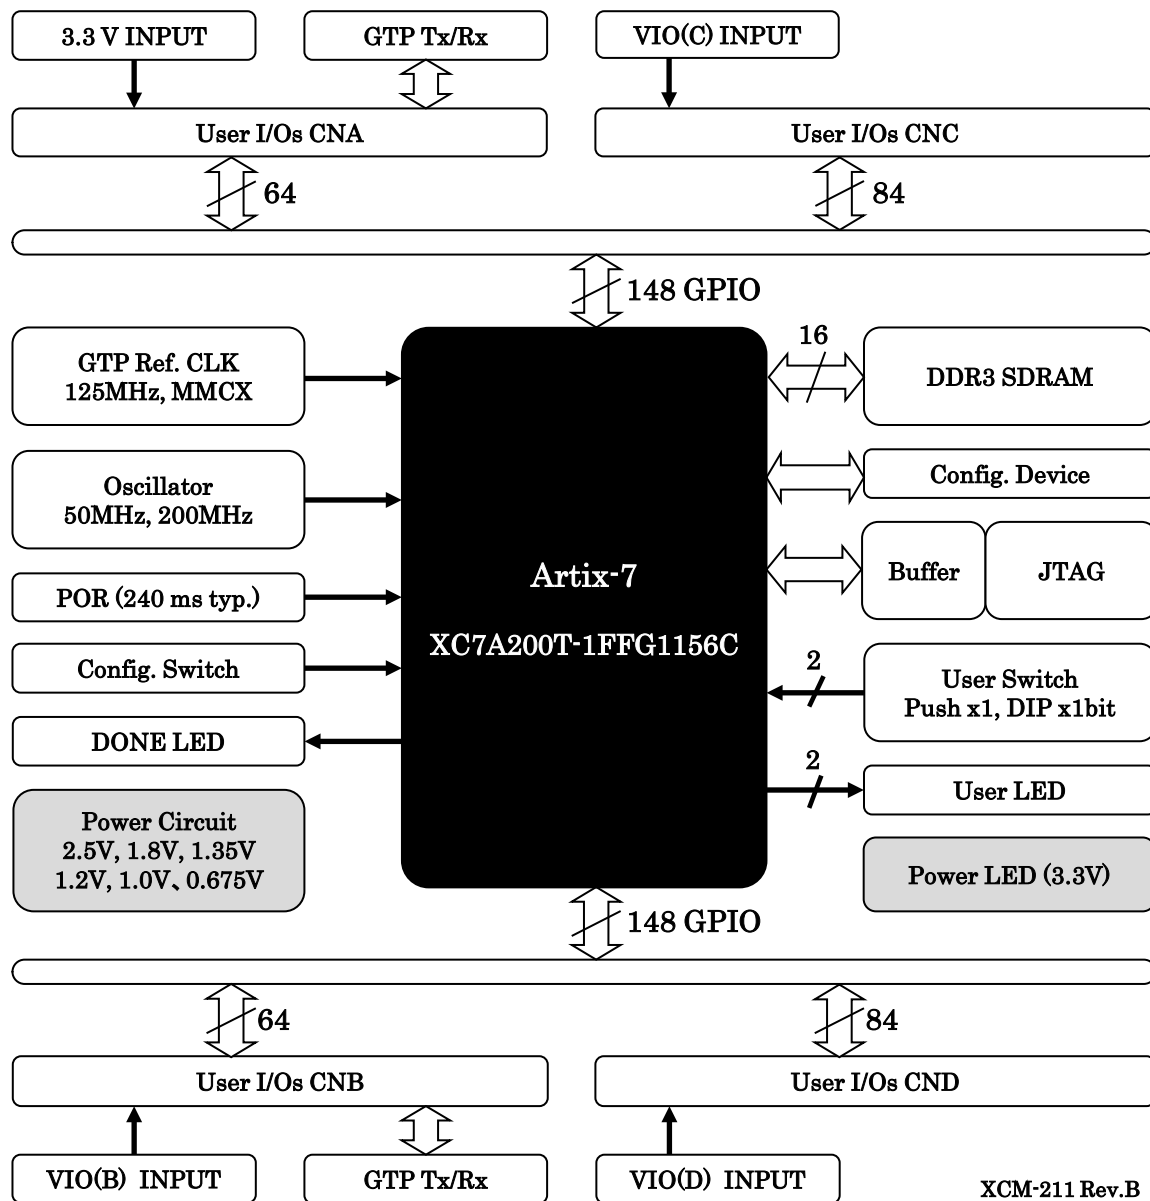 3.3 V INPUT
GTP Tx/Rx
VIO(C) INPUT
User I/Os CNA
User I/Os CNC
64
84
148 GPIO
GTP Ref. CLK
125MHz, MMCX
16
DDR3 SDRAM
Oscillator
50MHz, 200MHz
Config. Device
Artix-7
XC7A200T-1FFG1156C
Buffer
JTAG
POR (240 ms typ.)
Config. Switch
2
User Switch
Push x1, DIP x1bit
DONE LED
2
User LED
Power Circuit
2.5V, 1.8V, 1.35V
1.2V, 1.0V、0.675V
Power LED (3.3V)
148 GPIO
64
84
User I/Os CNB
User I/Os CND
VIO(B) INPUT
GTP Tx/Rx
VIO(D) INPUT
XCM-211 Rev.B